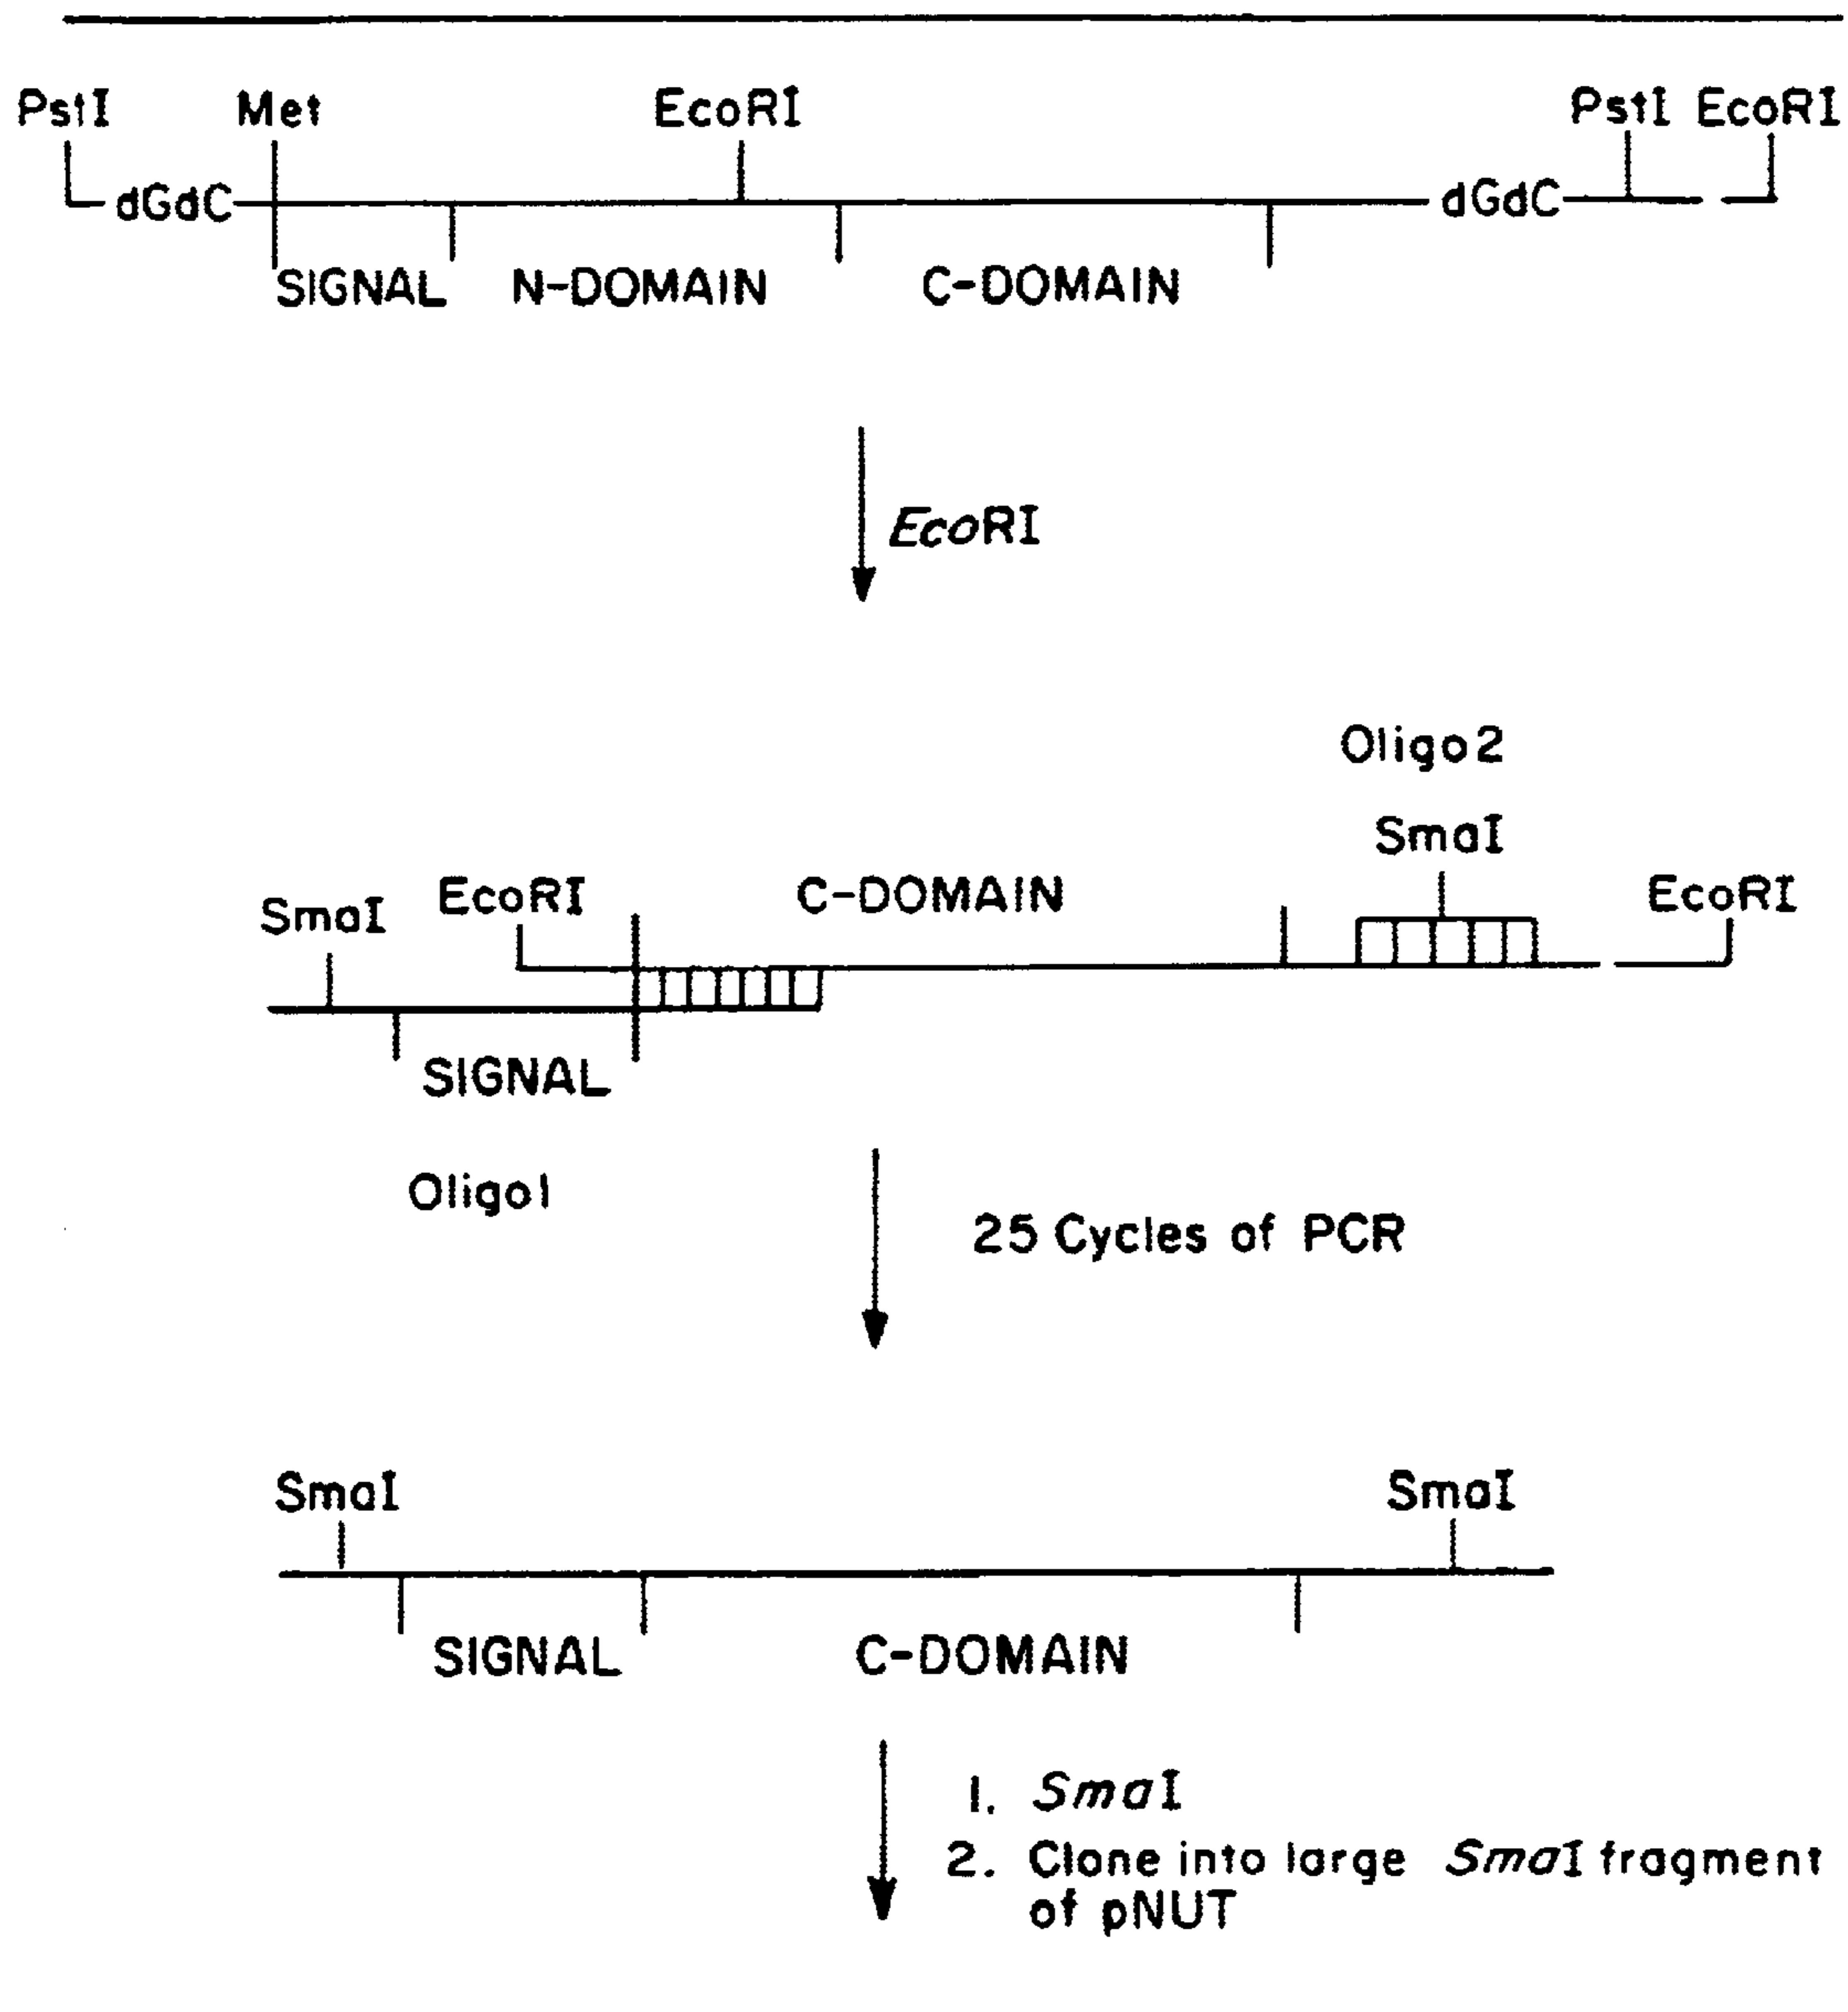 PstI Met EcoRI PstI EcoRI
dGdC dGdC
SIGNAL N-DOMAIN C-DOMAIN
EcoRI
Oligo2
SmaI
SmaI EcoRI C-DOMAIN EcoRI
SIGNAL
Oligo1
25 Cycles of PCR
SmaI SmaI
SIGNAL C-DOMAIN
1. SmaI
2. Clone into large SmaI fragment
of pNUT